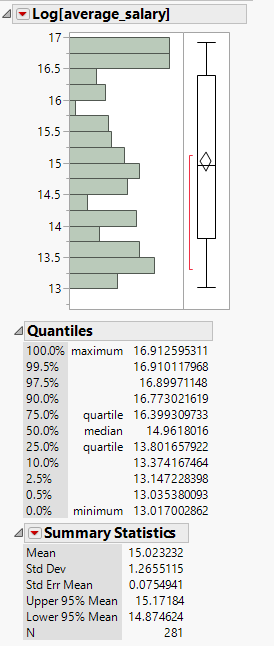 Log[average_salary]
17
16.5
16
15.5
15
14.5
14
13.5
13
Quantiles
100.0% maximum 16.912595311
99.5% 16.910117968
97.5% 16.89971148
90.0% 16.773021619
75.0% quartile 16.399309733
50.0% median 14.9618016
25.0% quartile 13.801657922
10.0% 13.374167464
2.5% 13.147228398
0.5% 13.035380093
0.0% minimum 13.017002862
Summary Statistics
Mean 15.023232
Std Dev 1.2655115
Std Err Mean 0.0754941
Upper 95% Mean 15.17184
Lower 95% Mean 14.874624
N 281